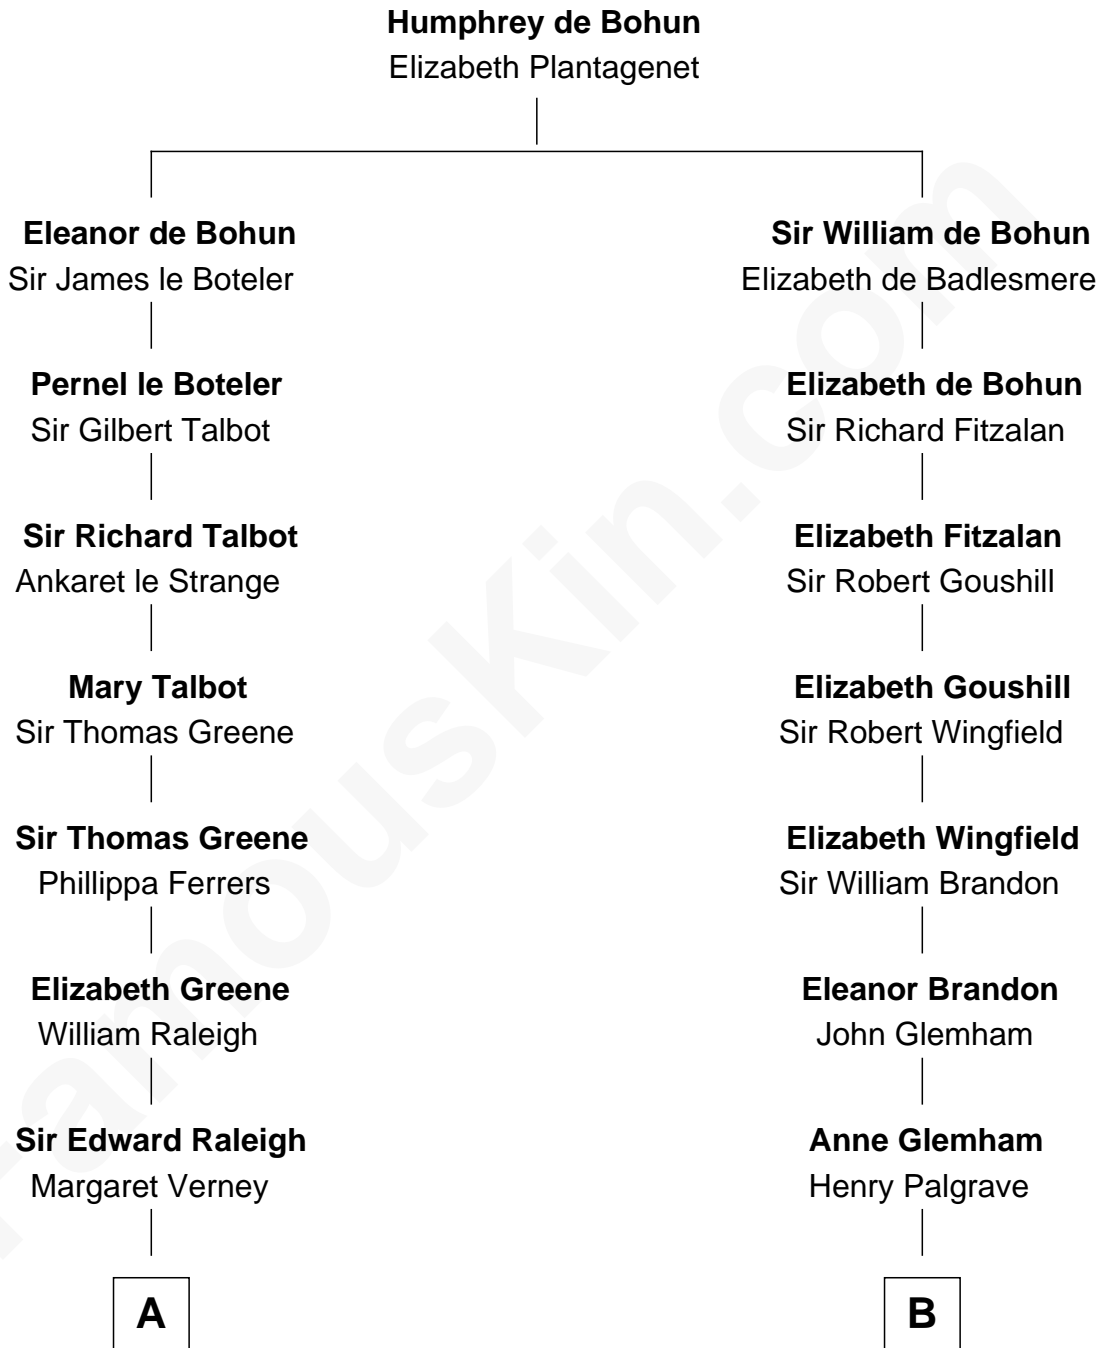 Humphrey de Bohun
Elizabeth Plantagenet
Eleanor de Bohun
Sir James le Boteler
Sir William de Bohun
Elizabeth de Badlesmere
Pernel le Boteler
Sir Gilbert Talbot
Elizabeth de Bohun
Sir Richard Fitzalan
Sir Richard Talbot
Ankaret le Strange
Elizabeth Fitzalan
Sir Robert Goushill
Mary Talbot
Sir Thomas Greene
Elizabeth Goushill
Sir Robert Wingfield
Sir Thomas Greene
Phillippa Ferrers
Elizabeth Wingfield
Sir William Brandon
Elizabeth Greene
William Raleigh
Eleanor Brandon
John Glemham
Sir Edward Raleigh
Margaret Verney
Anne Glemham
Henry Palgrave
A
B
FamousKin.com